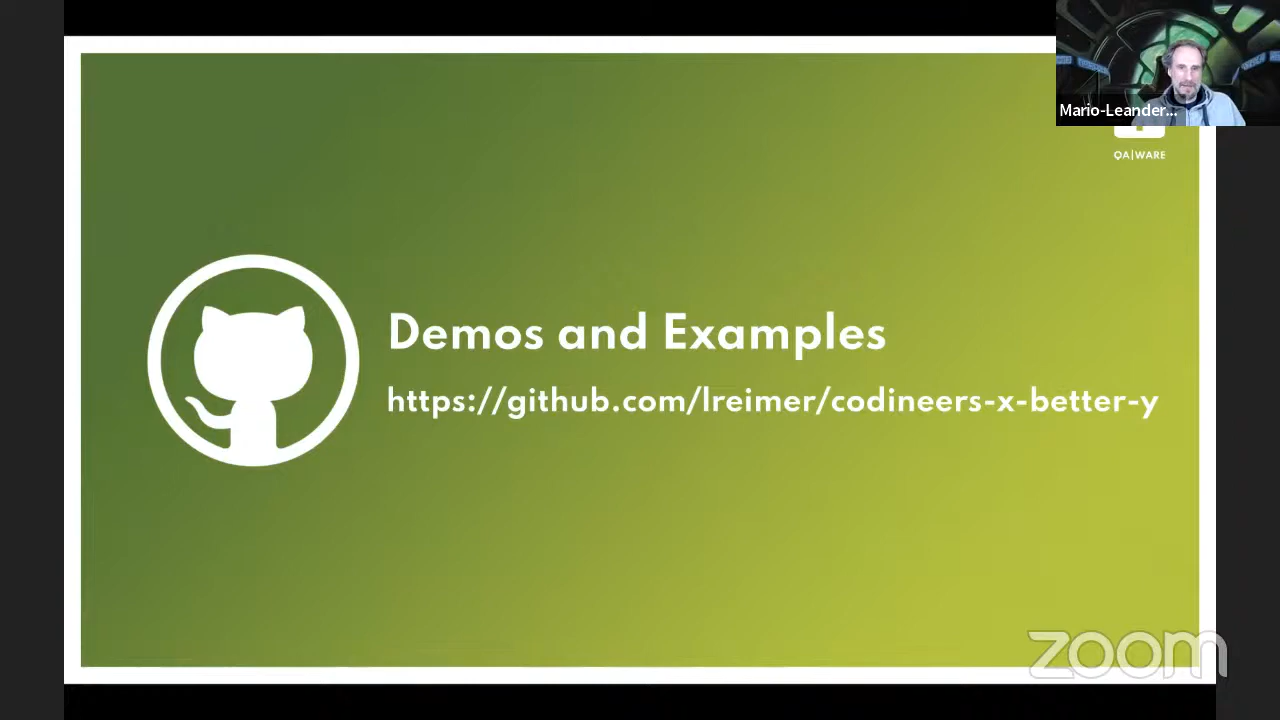 Mario-Leander...
QA|WARE
Demos and Examples
https://github.com/lreimer/codineers-x-better-y
zoom